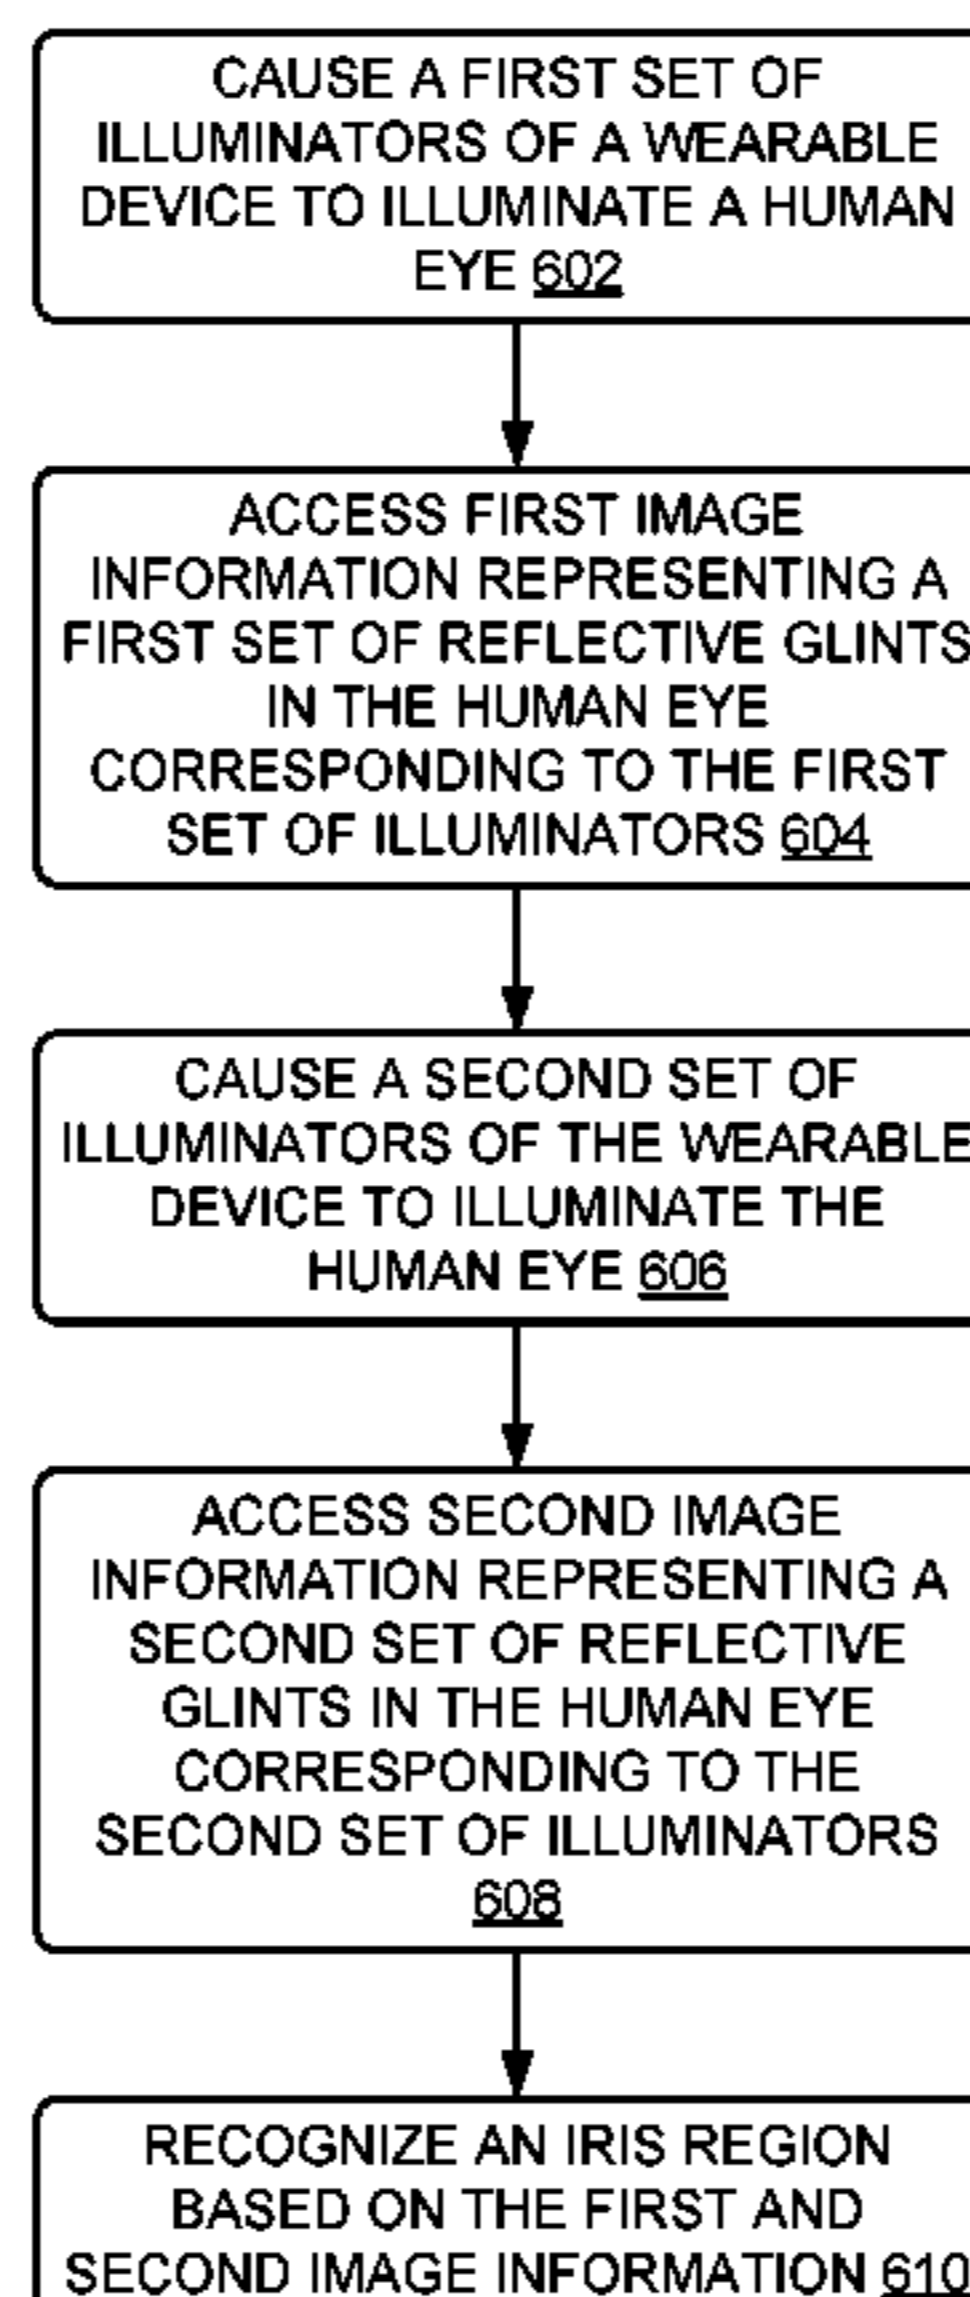 CAUSE A FIRST SET OF
ILLUMINATORS OF A WEARABLE
DEVICE TO ILLUMINATE A HUMAN
EYE 602
ACCESS FIRST IMAGE
INFORMATION REPRESENTING A
FIRST SET OF REFLECTIVE GLINTS
IN THE HUMAN EYE
CORRESPONDING TO THE FIRST
SET OF ILLUMINATORS 604
CAUSE A SECOND SET OF
ILLUMINATORS OF THE WEARABLE
DEVICE TO ILLUMINATE THE
HUMAN EYE 606
ACCESS SECOND IMAGE
INFORMATION REPRESENTING A
SECOND SET OF REFLECTIVE
GLINTS IN THE HUMAN EYE
CORRESPONDING TO THE
SECOND SET OF ILLUMINATORS
608
RECOGNIZE AN IRIS REGION
BASED ON THE FIRST AND
SECOND IMAGE INFORMATION 610